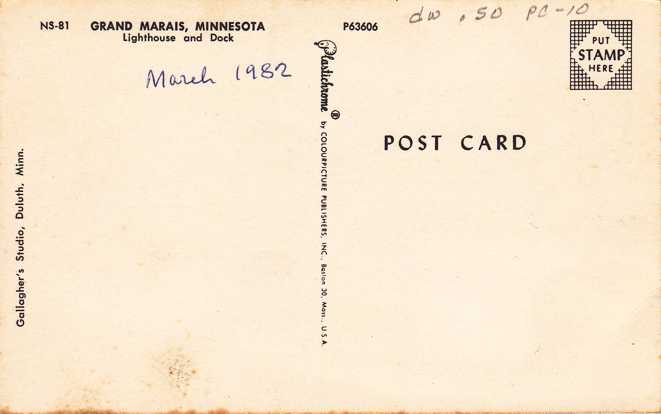 NS-81 GRAND MARAIS, MINNESOTA P63606
Lighthouse and Dock
dw .50 PC-10
PUT
STAMP
HERE
March 1982
Plastichrome ® by COLOURPICTURE PUBLISHERS, INC., Boston 30, Mass., U.S.A.
POST CARD
Gallagher's Studio, Duluth, Minn.